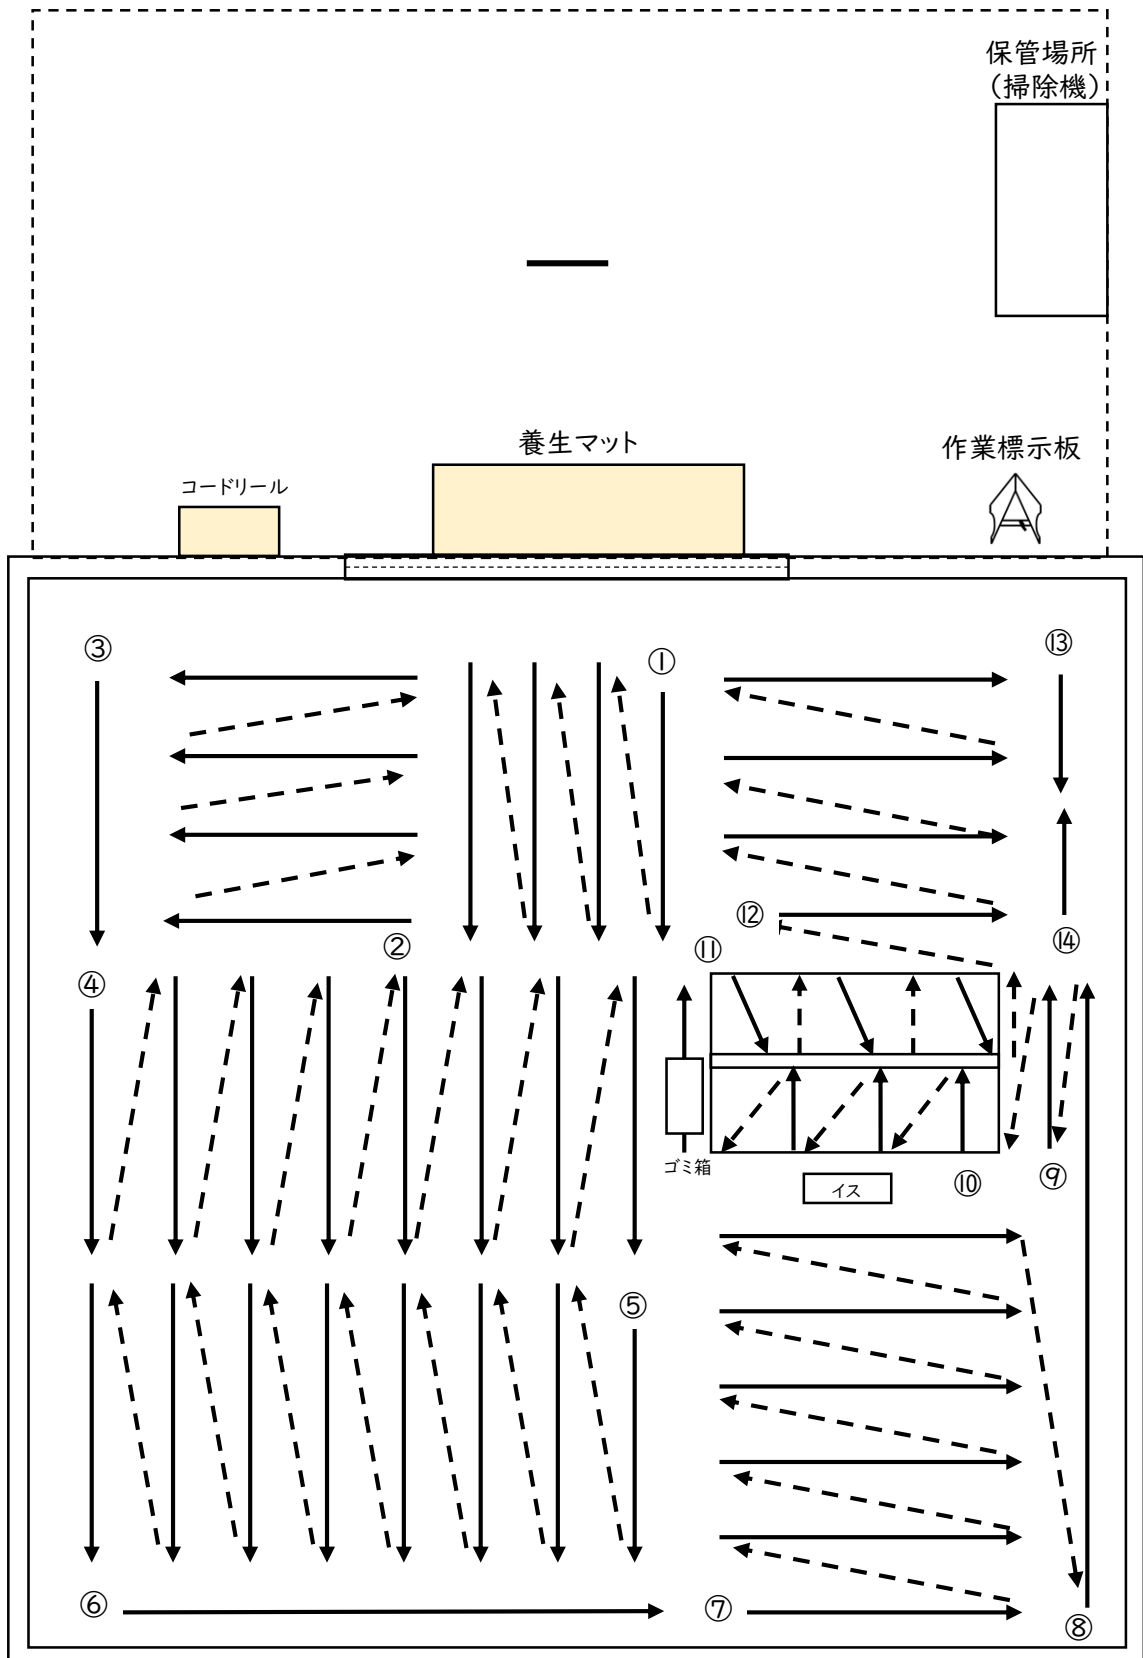 保管場所
(掃除機)
養生マット
作業標示板
コードリール
③
①
⑬
②
⑫
⑭
⑪
④
ゴミ箱
イス
⑩
⑨
⑤
⑥
⑦
⑧